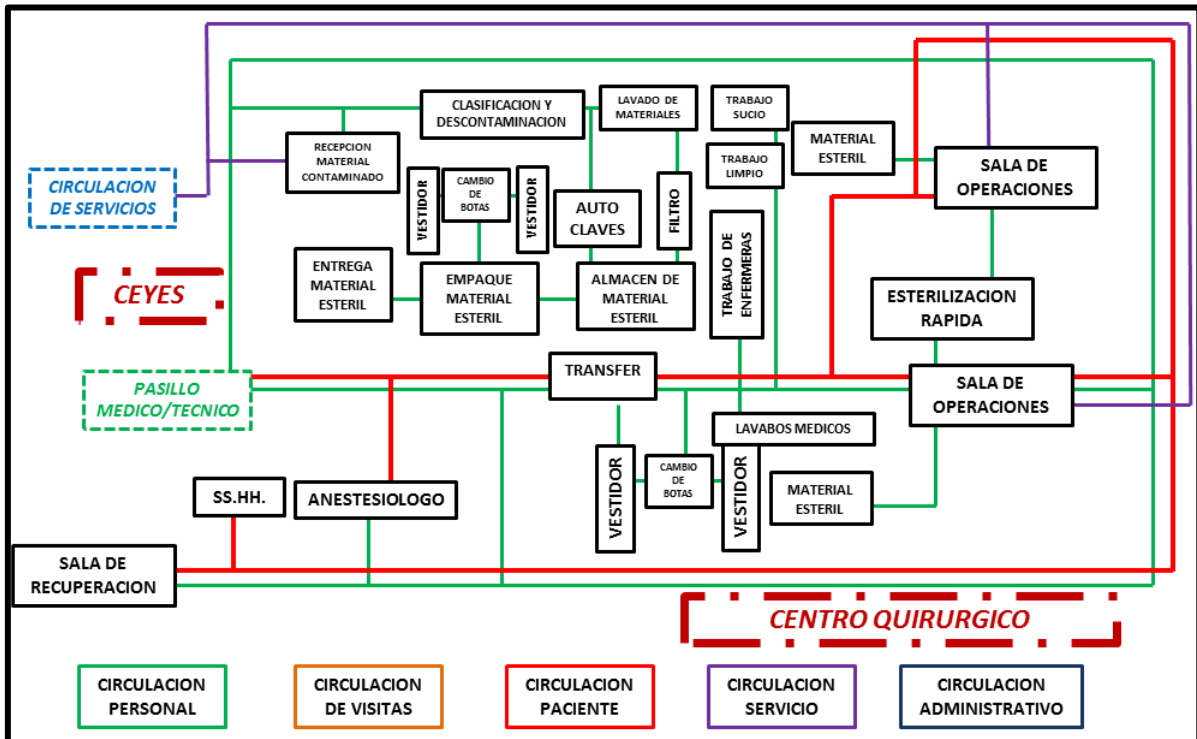 CLASIFICACION Y
DESCONTAMINACION
LAVADO DE
MATERIALES
TRABAJO
SUCIO
MATERIAL
ESTERIL
RECEPCION
MATERIAL
CONTAMINADO
TRABAJO
LIMPIO
SALA DE
OPERACIONES
CIRCULACION
DE SERVICIOS
VESTIDOR
CAMBIO
DE
BOTAS
VESTIDOR
AUTO
CLAVES
FILTRO
TRABAJO DE
ENFERMERAS
CEYES
ENTREGA
MATERIAL
ESTERIL
EMPAQUE
MATERIAL
ESTERIL
ALMACEN DE
MATERIAL
ESTERIL
ESTERILIZACION
RAPIDA
PASILLO
MEDICO/TECNICO
TRANSFER
SALA DE
OPERACIONES
LAVABOS MEDICOS
SS.HH.
ANESTESIOLOGO
VESTIDOR
CAMBIO
DE
BOTAS
VESTIDOR
MATERIAL
ESTERIL
SALA DE
RECUPERACION
CENTRO QUIRURGICO
CIRCULACION
PERSONAL
CIRCULACION
DE VISITAS
CIRCULACION
PACIENTE
CIRCULACION
SERVICIO
CIRCULACION
ADMINISTRATIVO